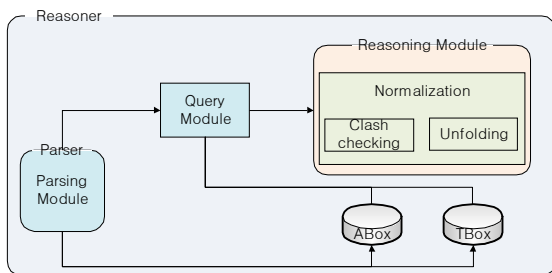 Reasoner
Reasoning Module
Normalization
Query
Module
Clash
checking
Unfolding
Parser
Parsing
Module
ABox
TBox